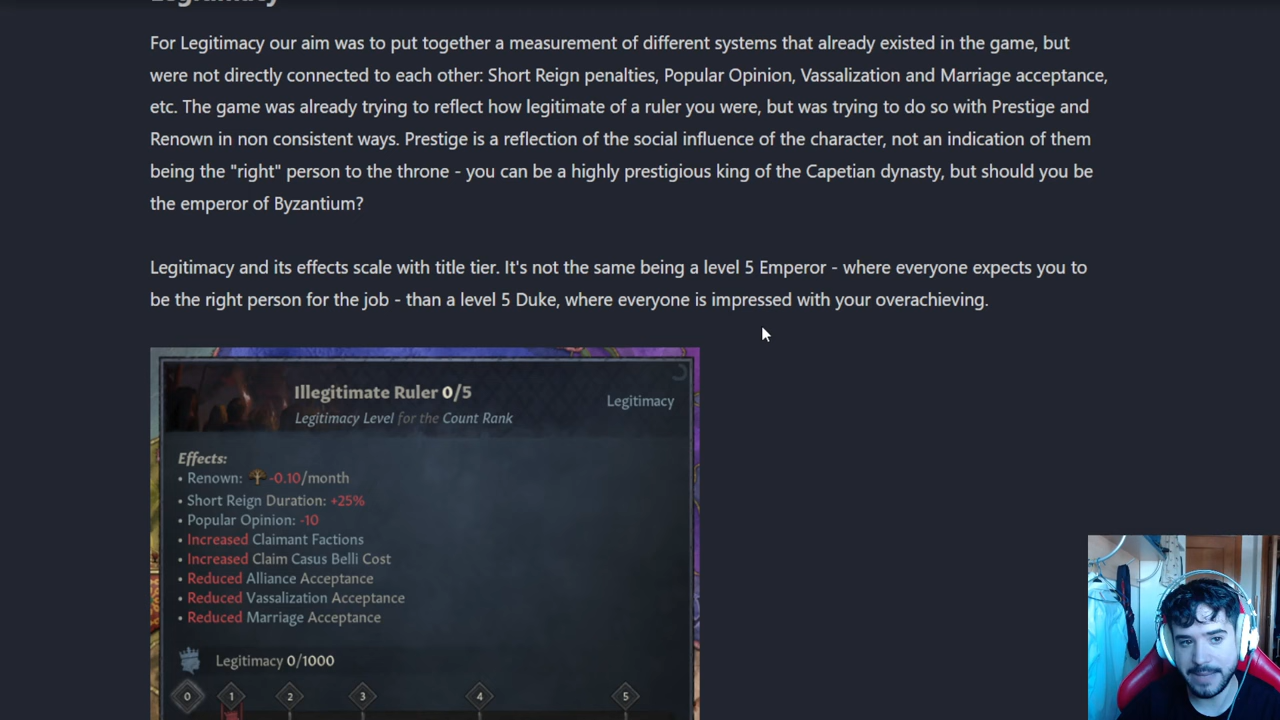 Legitimacy
For Legitimacy our aim was to put together a measurement of different systems that already existed in the game, but
were not directly connected to each other: Short Reign penalties, Popular Opinion, Vassalization and Marriage acceptance,
etc. The game was already trying to reflect how legitimate of a ruler you were, but was trying to do so with Prestige and
Renown in non consistent ways. Prestige is a reflection of the social influence of the character, not an indication of them
being the "right" person to the throne - you can be a highly prestigious king of the Capetian dynasty, but should you be
the emperor of Byzantium?
Legitimacy and its effects scale with title tier. It's not the same being a level 5 Emperor - where everyone expects you to
be the right person for the job - than a level 5 Duke, where everyone is impressed with your overachieving.
Illegitimate Ruler 0/5
Legitimacy
Legitimacy Level for the Count Rank
Effects:
• Renown: -0.10/month
• Short Reign Duration: +25%
• Popular Opinion: -10
• Increased Claimant Factions
• Increased Claim Casus Belli Cost
• Reduced Alliance Acceptance
• Reduced Vassalization Acceptance
• Reduced Marriage Acceptance
Legitimacy 0/1000
0 1 2 3 4 5